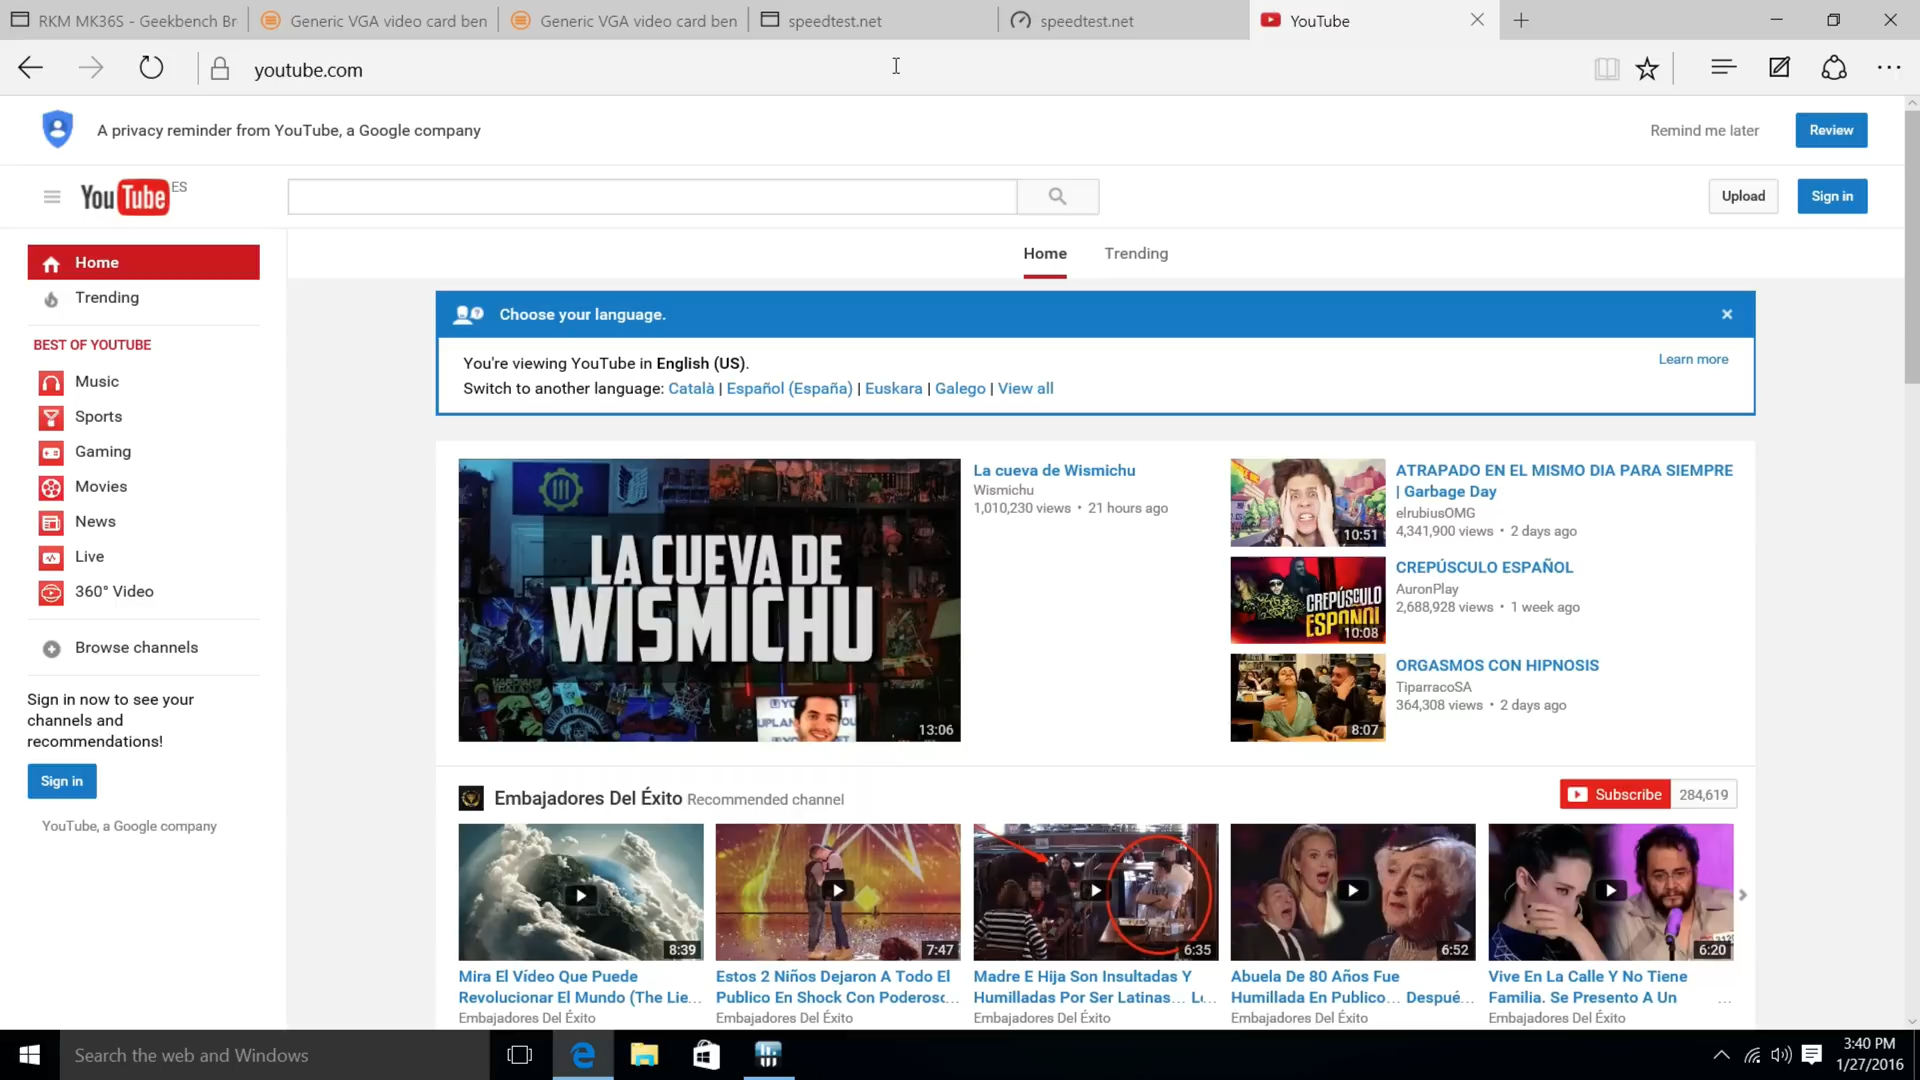 RKM MK36S - Geekbench Br
Generic VGA video card ben
Generic VGA video card ben
speedtest.net
speedtest.net
YouTube
youtube.com
A privacy reminder from YouTube, a Google company
Remind me later
Review
YouTube ES
Upload
Sign in
Home
Trending
Home
Trending
BEST OF YOUTUBE
Music
Sports
Gaming
Movies
News
Live
360° Video
Browse channels
Sign in now to see your
channels and
recommendations!
Sign in
YouTube, a Google company
Choose your language.
You're viewing YouTube in English (US).
Learn more
Switch to another language: Català | Español (España) | Euskara | Galego | View all
LA CUEVA DE
WISMICHU
13:06
La cueva de Wismichu
Wismichu
1,010,230 views • 21 hours ago
10:51
ATRAPADO EN EL MISMO DIA PARA SIEMPRE
| Garbage Day
elrubiusOMG
4,341,900 views • 2 days ago
CREPÚSCULO
ESPAÑOL
10:08
CREPÚSCULO ESPAÑOL
AuronPlay
2,688,928 views • 1 week ago
8:07
ORGASMOS CON HIPNOSIS
TiparracoSA
364,308 views • 2 days ago
Embajadores Del Éxito Recommended channel
Subscribe 284,619
8:39
Mira El Vídeo Que Puede
Revolucionar El Mundo (The Lie...
Embajadores Del Éxito
7:47
Estos 2 Niños Dejaron A Todo El
Publico En Shock Con Poderosc...
Embajadores Del Éxito
6:35
Madre E Hija Son Insultadas Y
Humilladas Por Ser Latinas... L...
Embajadores Del Éxito
6:52
Abuela De 80 Años Fue
Humillada En Publico... Despué...
Embajadores Del Éxito
6:20
Vive En La Calle Y No Tiene
Familia. Se Presento A Un ...
Embajadores Del Éxito
Search the web and Windows
3:40 PM
1/27/2016